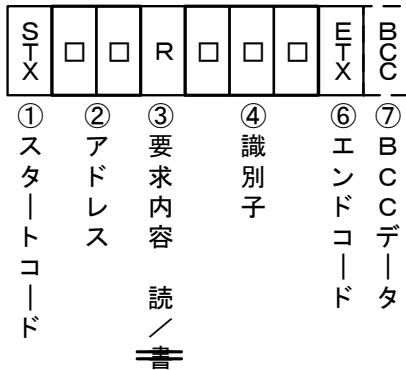 STX □ □ R □ □ □ ETX BCC
① ② ③ ④ ⑥ ⑦
スタートコード
アドレス
要求内容 読／書
識別子
エンドコード
BCCデータ